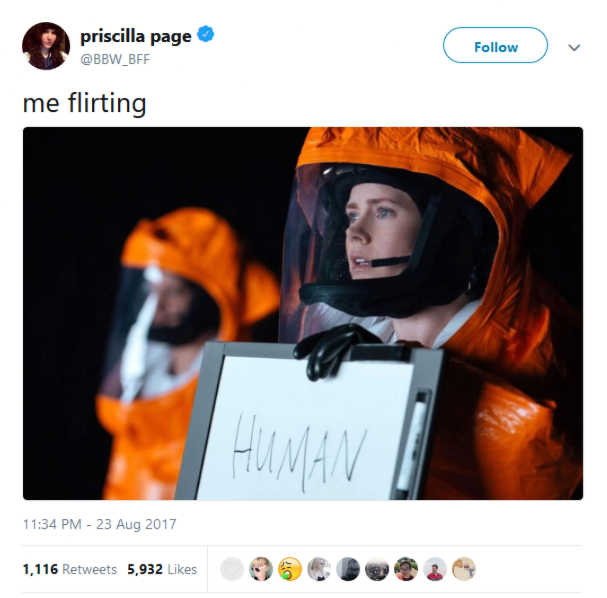 priscilla page
@BBW_BFF
Follow
me flirting
HUMAN
11:34 PM - 23 Aug 2017
1,116 Retweets 5,932 Likes